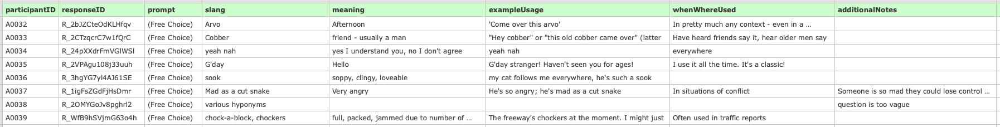 participantID responseID prompt slang meaning exampleUsage whenWhereUsed additionalNotes
A0032 R_2bJZCteOdKLHfqv (Free Choice) Arvo Afternoon 'Come over this arvo' In pretty much any context - even in a ...
A0033 R_2CTzqcrC7w1fQrC (Free Choice) Cobber friend - usually a man "Hey cobber" or "this old cobber came over" (latter Have heard friends say it, hear older men say
A0034 R_24pXXdrFmVGlWSl (Free Choice) yeah nah yes I understand you, no I don't agree yeah nah everywhere
A0035 R_2VPAgu108j33uuh (Free Choice) G'day Hello G'day stranger! Haven't seen you for ages! I use it all the time. It's a classic!
A0036 R_3hgYG7yl4AJ61SE (Free Choice) sook soppy, clingy, loveable my cat follows me everywhere, he's such a sook
A0037 R_1igFsZGdFjHsDmr (Free Choice) Mad as a cut snake Very angry He's so angry; he's mad as a cut snake In situations of conflict Someone is so mad they could lose control ...
A0038 R_2OMYGoJv8pghrl2 (Free Choice) various hyponyms question is too vague
A0039 R_WfB9hSVjmG63o4h (Free Choice) chock-a-block, chockers full, packed, jammed due to number of ... The freeway's chockers at the moment. I might just Often used in traffic reports